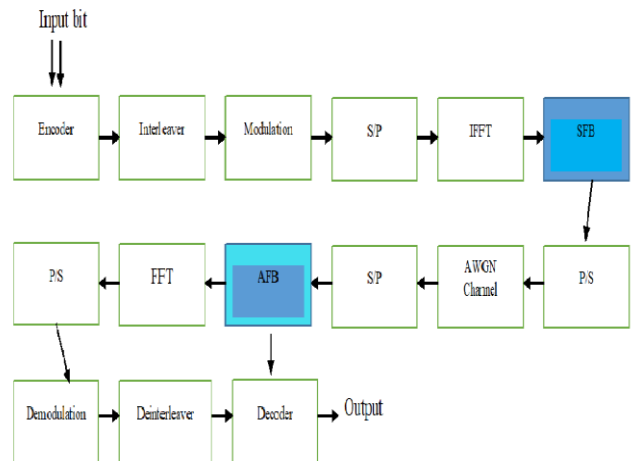 Input bit
Encoder
Interleaver
Modulation
S/P
IFFT
SFB
P/S
FFT
AFB
S/P
AWGN
Channel
P/S
Demodulation
Deinterleaver
Decoder
Output